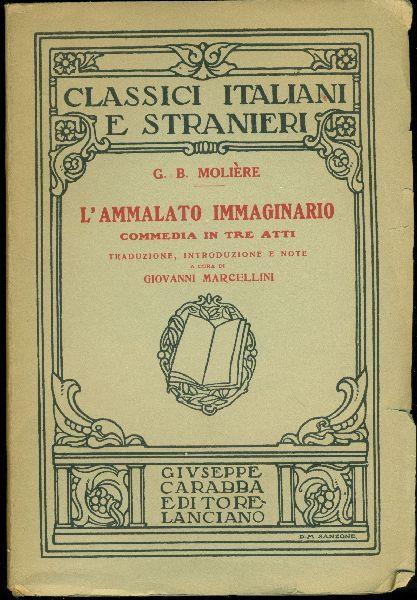 CLASSICI ITALIANI
E STRANIERI
G. B. MOLIÈRE
L'AMMALATO IMMAGINARIO
COMMEDIA IN TRE ATTI
TRADUZIONE, INTRODUZIONE E NOTE
A CURA DI
GIOVANNI MARCELLINI
GIVSEPPE
CARABBA
EDITORE-
LANCIANO
D. M. SANZONE.